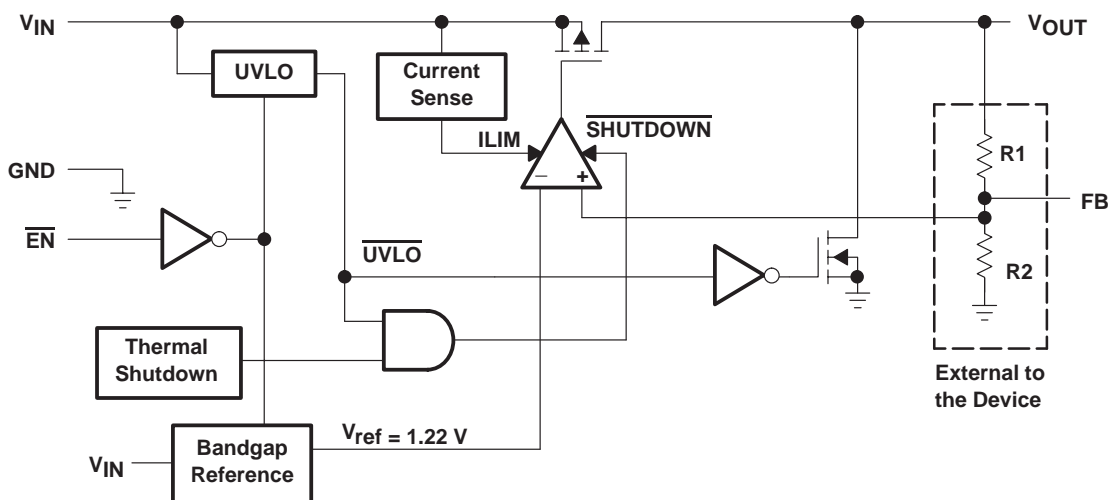 VIN
VOUT
UVLO
Current
Sense
SHUTDOWN
ILIM
R1
GND
− +
FB
EN
UVLO
R2
Thermal
Shutdown
External to
the Device
Vref = 1.22 V
Bandgap
Reference
VIN